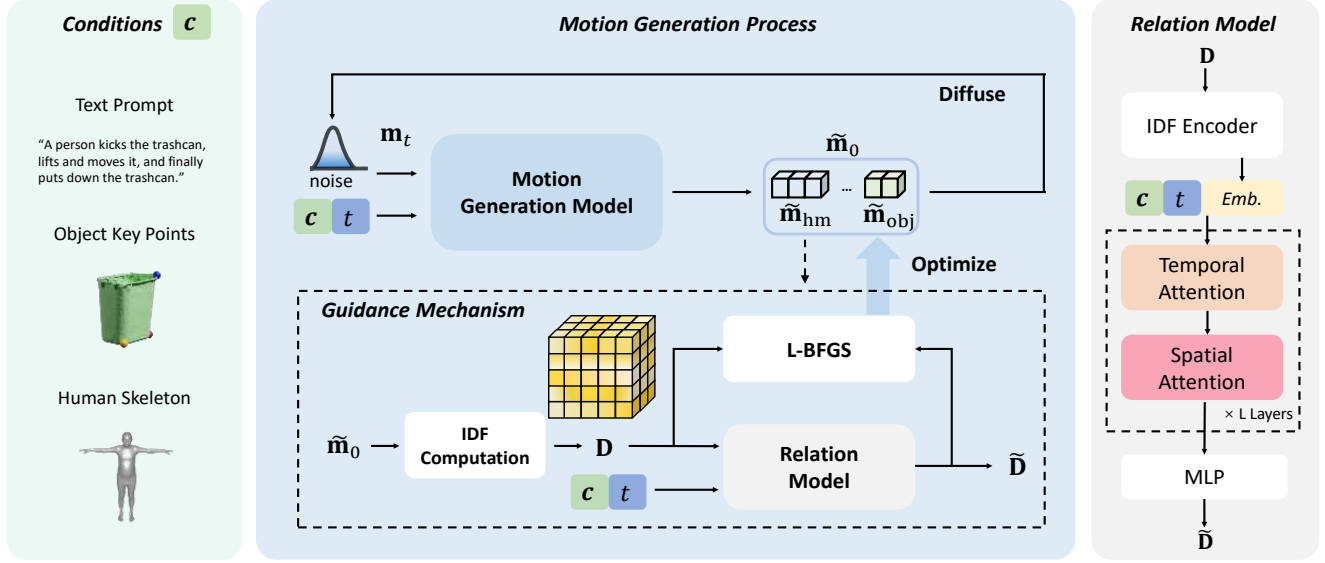 Conditions c
Text Prompt
“A person kicks the trashcan,
lifts and moves it, and finally
puts down the trashcan.”
Object Key Points
Human Skeleton
Motion Generation Process
Diffuse
noise
m_t
c t
Motion
Generation Model
m̃_0
...
m̃_hm
m̃_obj
Optimize
Guidance Mechanism
L-BFGS
m̃_0
IDF
Computation
D
c t
Relation
Model
D̃
Relation Model
D
IDF Encoder
c t Emb.
Temporal
Attention
Spatial
Attention
× L Layers
MLP
D̃